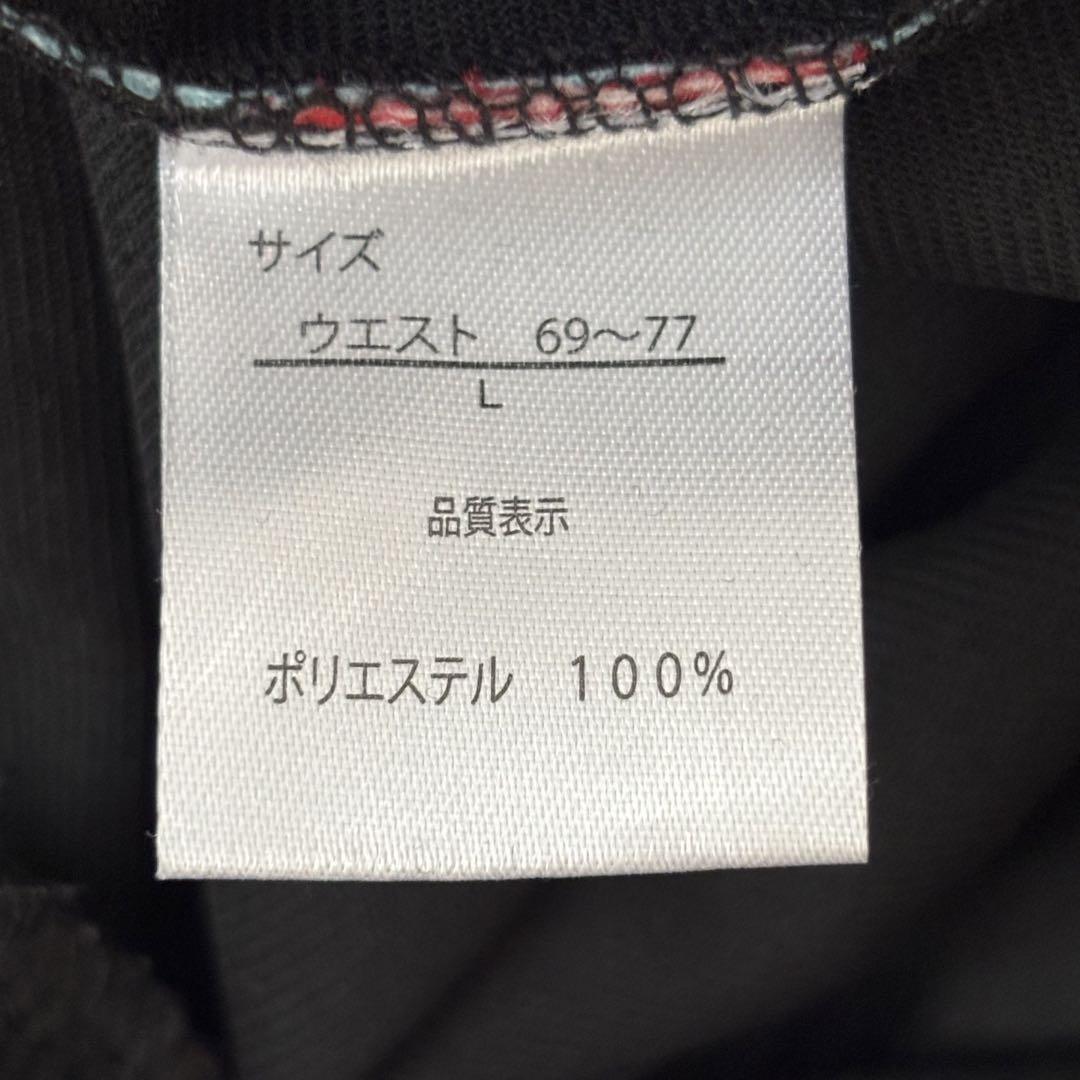 サイズ
ウエスト　69〜77
L
品質表示
ポリエステル　１００％